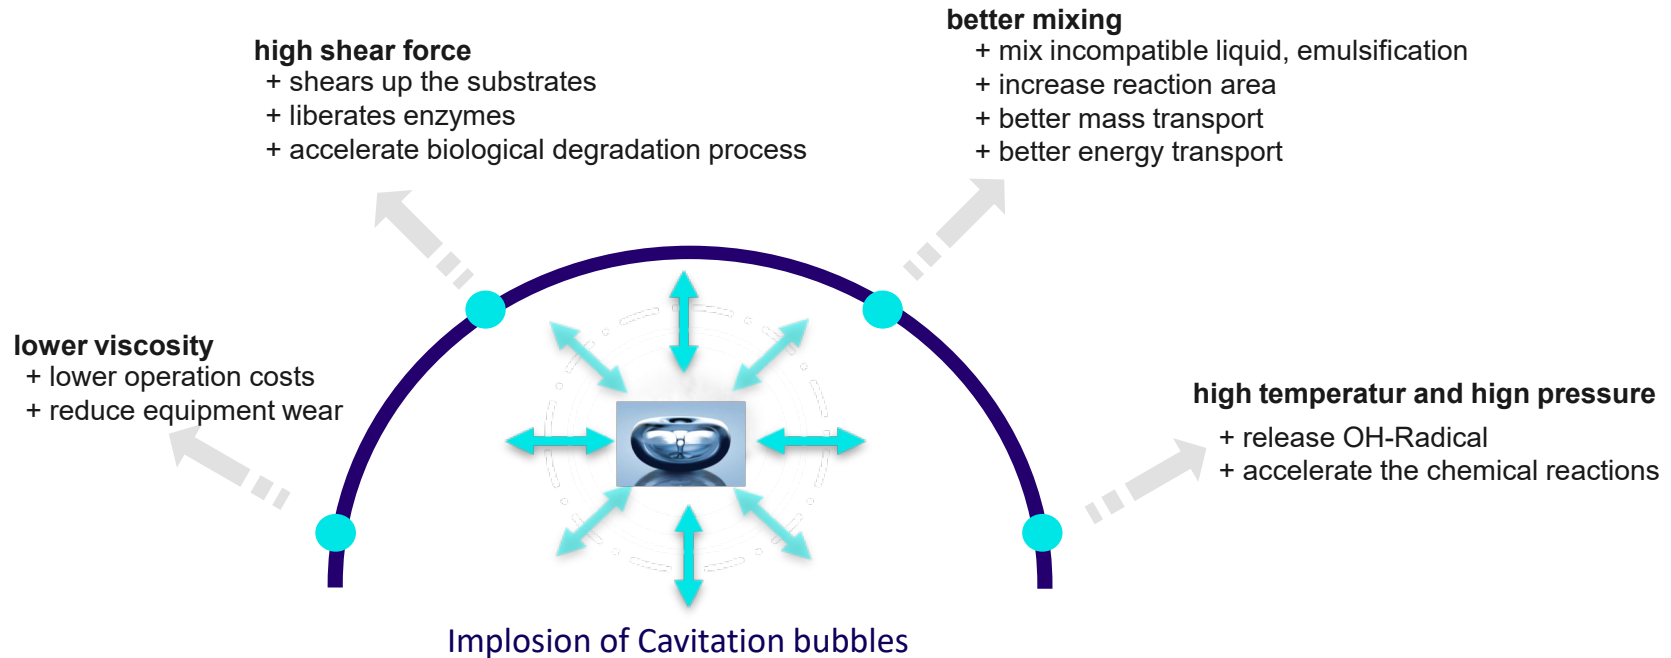 better mixing
+ mix incompatible liquid, emulsification
+ increase reaction area
+ better mass transport
+ better energy transport
high shear force
+ shears up the substrates
+ liberates enzymes
+ accelerate biological degradation process
lower viscosity
+ lower operation costs
+ reduce equipment wear
high temperatur and hign pressure
+ release OH-Radical
+ accelerate the chemical reactions
Implosion of Cavitation bubbles